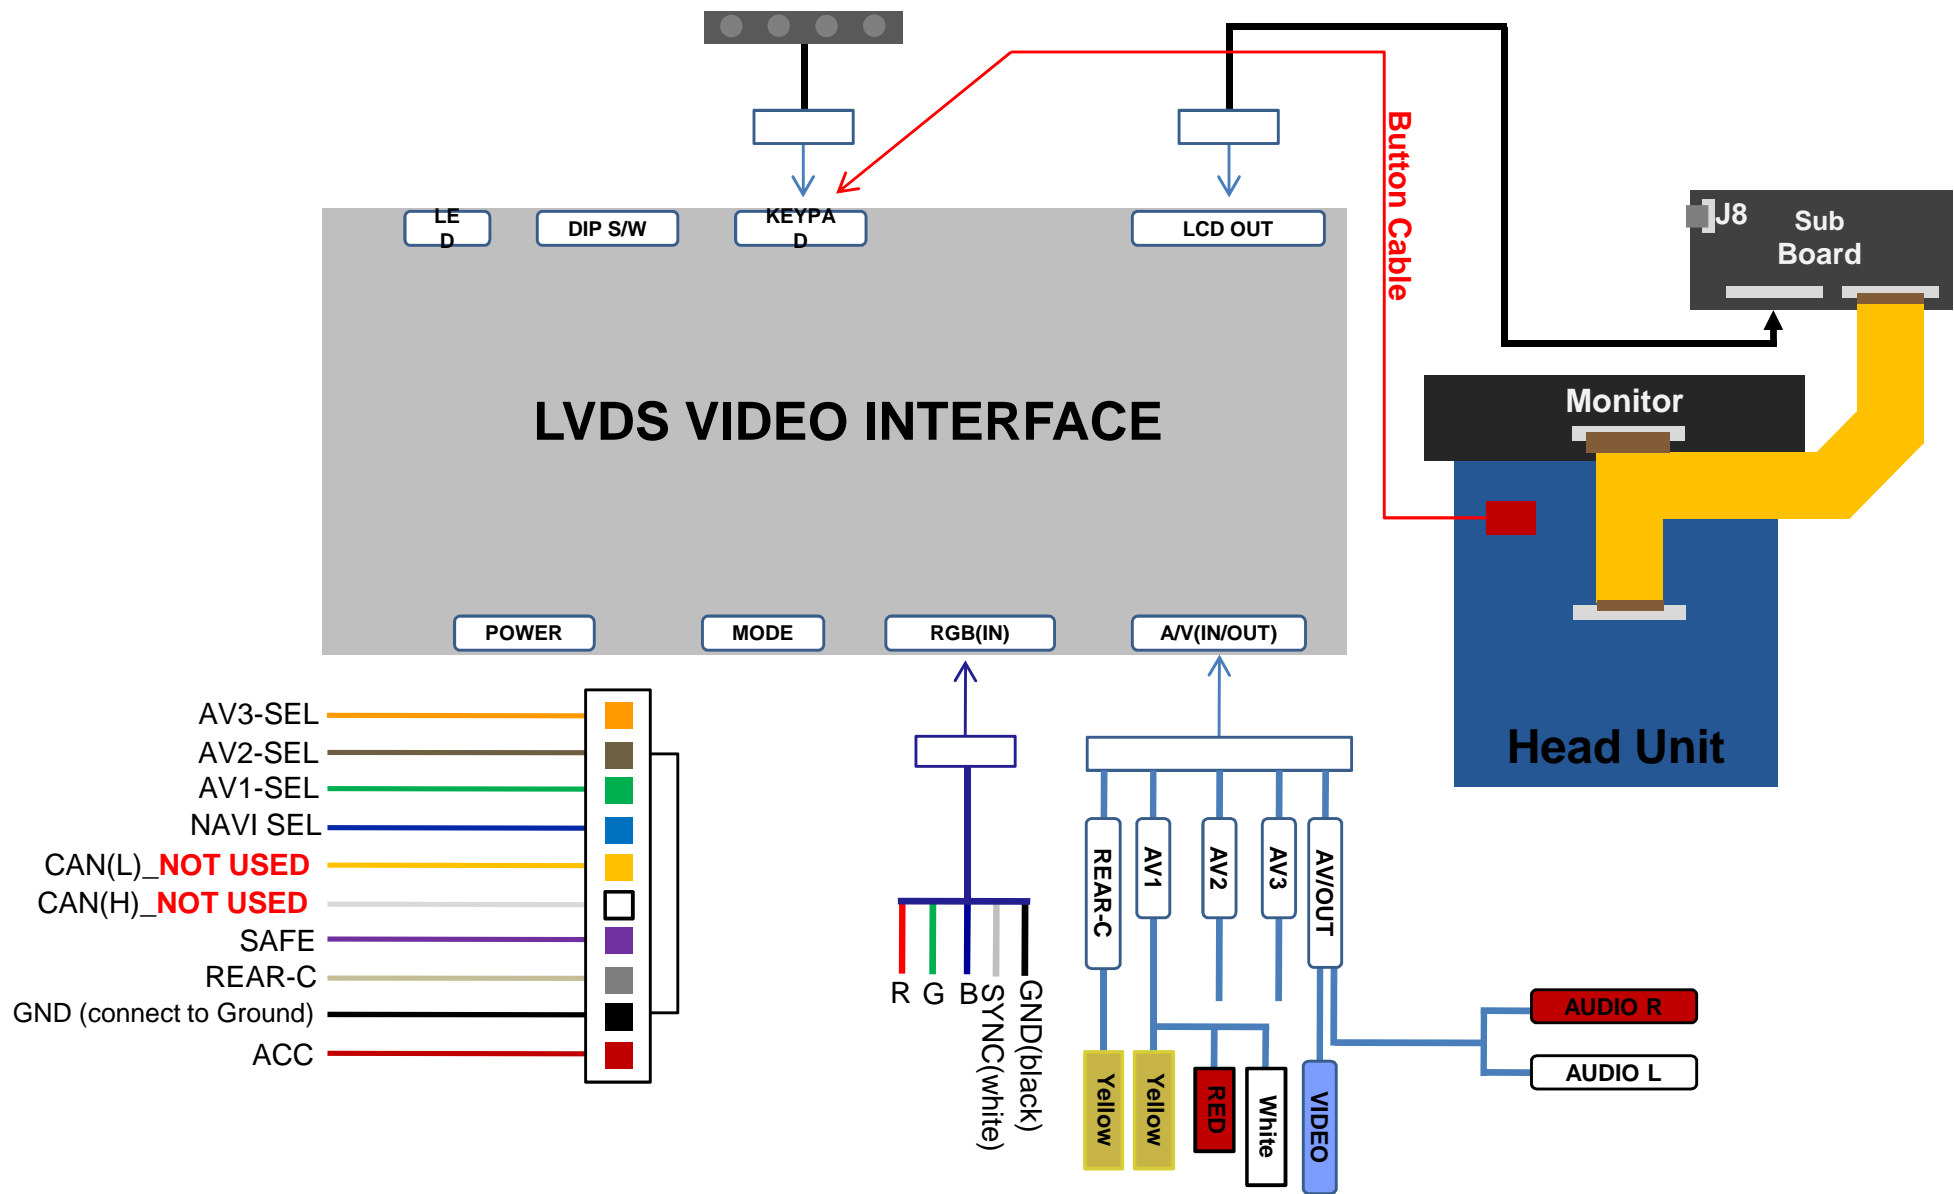 LE
D
DIP S/W
KEYPA
D
LCD OUT
Button Cable
J8
Sub
Board
Monitor
LVDS VIDEO INTERFACE
POWER
MODE
RGB(IN)
A/V(IN/OUT)
Head Unit
AV3-SEL
AV2-SEL
AV1-SEL
NAVI SEL
CAN(L)_NOT USED
CAN(H)_NOT USED
SAFE
REAR-C
GND (connect to Ground)
ACC
R
G
B
SYNC(white)
GND(black)
REAR-C
AV1
AV2
AV3
AV/OUT
Yellow
Yellow
RED
White
VIDEO
AUDIO R
AUDIO L